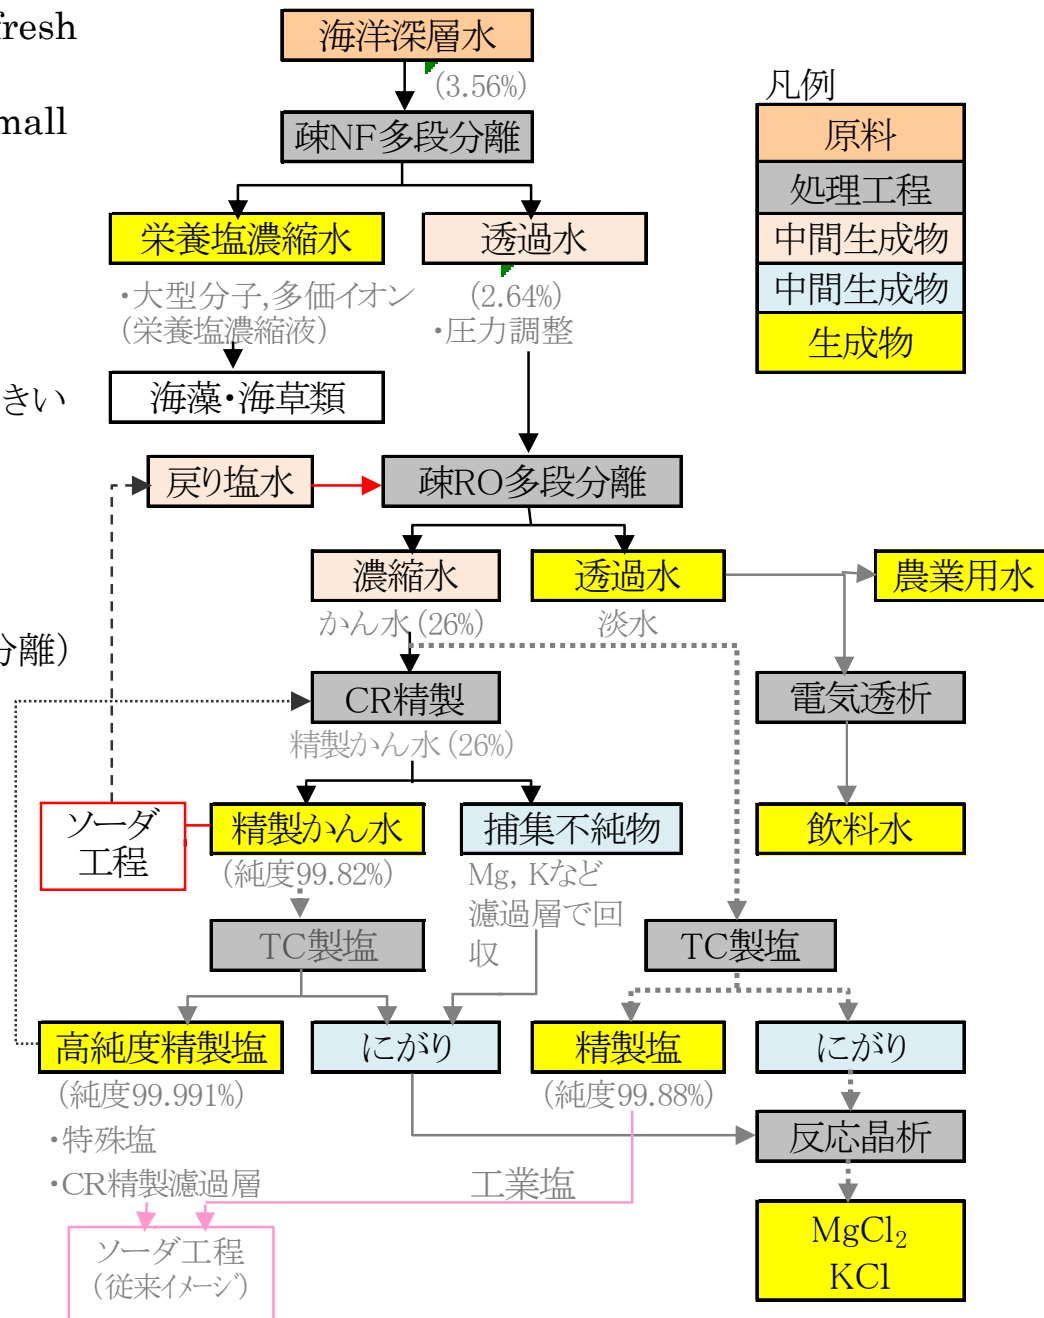 fresh
mall
きい
分離）
海洋深層水
(3.56%)
疎NF多段分離
栄養塩濃縮水
透過水
・大型分子,多価イオン
(栄養塩濃縮液)
(2.64%)
・圧力調整
海藻・海草類
凡例
原料
処理工程
中間生成物
中間生成物
生成物
戻り塩水
疎RO多段分離
濃縮水
透過水
農業用水
かん水(26%)
淡水
CR精製
電気透析
精製かん水(26%)
ソーダ
工程
精製かん水
捕集不純物
飲料水
(純度99.82%)
Mg, Kなど
濾過層で回
収
TC製塩
TC製塩
高純度精製塩
にがり
精製塩
にがり
(純度99.991%)
(純度99.88%)
・特殊塩
・CR精製濾過層
反応晶析
工業塩
ソーダ工程
(従来イメージ)
MgCl₂
KCl